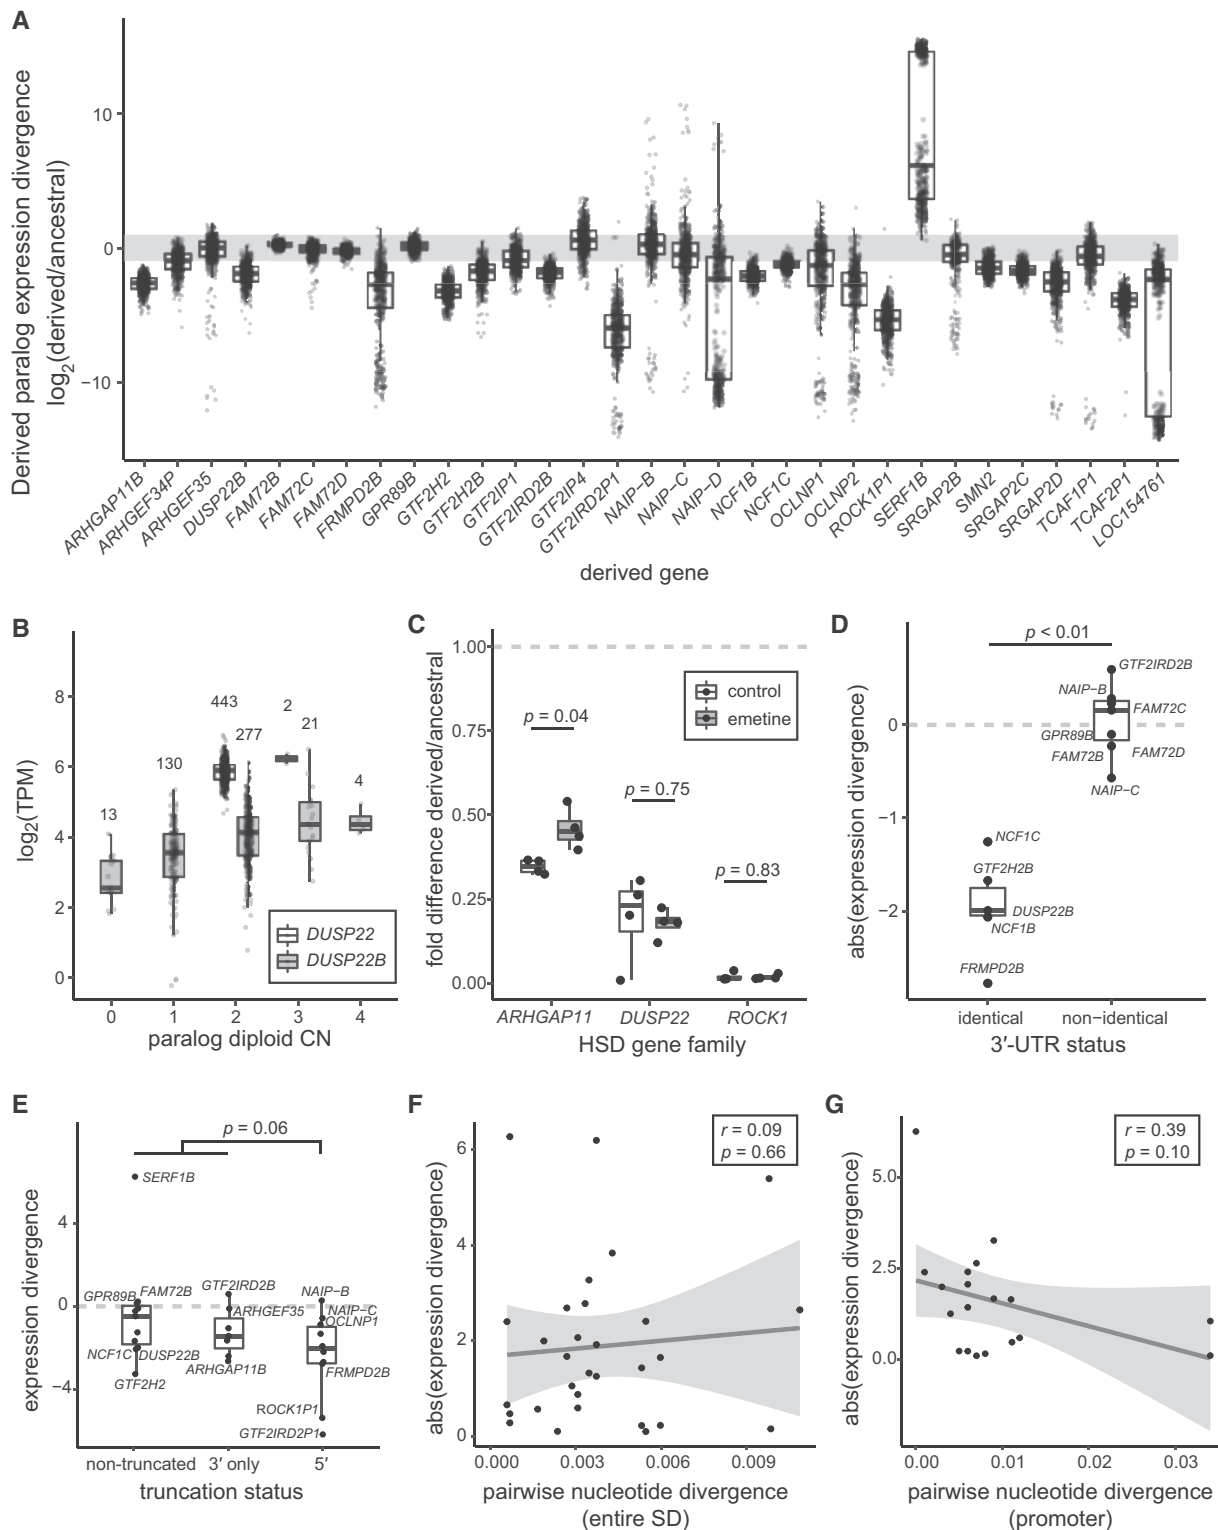 A
Derived paralog expression divergence
log2(derived/ancestral)
10
0
−10
ARHGAP11B
ARHGEF34P
ARHGEF35
DUSP22B
FAM72B
FAM72C
FAM72D
FRMPD2B
GPR89B
GTF2H2
GTF2H2B
GTF2IP1
GTF2IRD2B
GTF2IP4
GTF2IRD2P1
NAIP−B
NAIP−C
NAIP−D
NCF1B
NCF1C
OCLNP1
OCLNP2
ROCK1P1
SERF1B
SRGAP2B
SMN2
SRGAP2C
SRGAP2D
TCAF1P1
TCAF2P1
LOC154761
derived gene
B
log2(TPM)
8
6
4
2
0
13
130
443
277
2
21
4
DUSP22
DUSP22B
0 1 2 3 4
paralog diploid CN
C
fold difference derived/ancestral
1.00
0.75
0.50
0.25
0.00
control
emetine
p = 0.04
p = 0.75
p = 0.83
ARHGAP11 DUSP22 ROCK1
HSD gene family
D
abs(expression divergence)
0
−1
−2
p < 0.01
GTF2IRD2B
NAIP−B
FAM72C
GPR89B
FAM72B
FAM72D
NAIP−C
NCF1C
GTF2H2B
DUSP22B
NCF1B
FRMPD2B
identical non−identical
3′-UTR status
E
expression divergence
4
0
−4
p = 0.06
SERF1B
GPR89B
FAM72B
NCF1C
DUSP22B
GTF2H2
GTF2IRD2B
ARHGEF35
ARHGAP11B
NAIP−B
NAIP−C
OCLNP1
FRMPD2B
ROCK1P1
GTF2IRD2P1
non-truncated 3′ only 5′
truncation status
F
abs(expression divergence)
6
4
2
0
r = 0.09
p = 0.66
0.000 0.003 0.006 0.009
pairwise nucleotide divergence
(entire SD)
G
abs(expression divergence)
5.0
2.5
0.0
r = 0.39
p = 0.10
0.00 0.01 0.02 0.03
pairwise nucleotide divergence
(promoter)